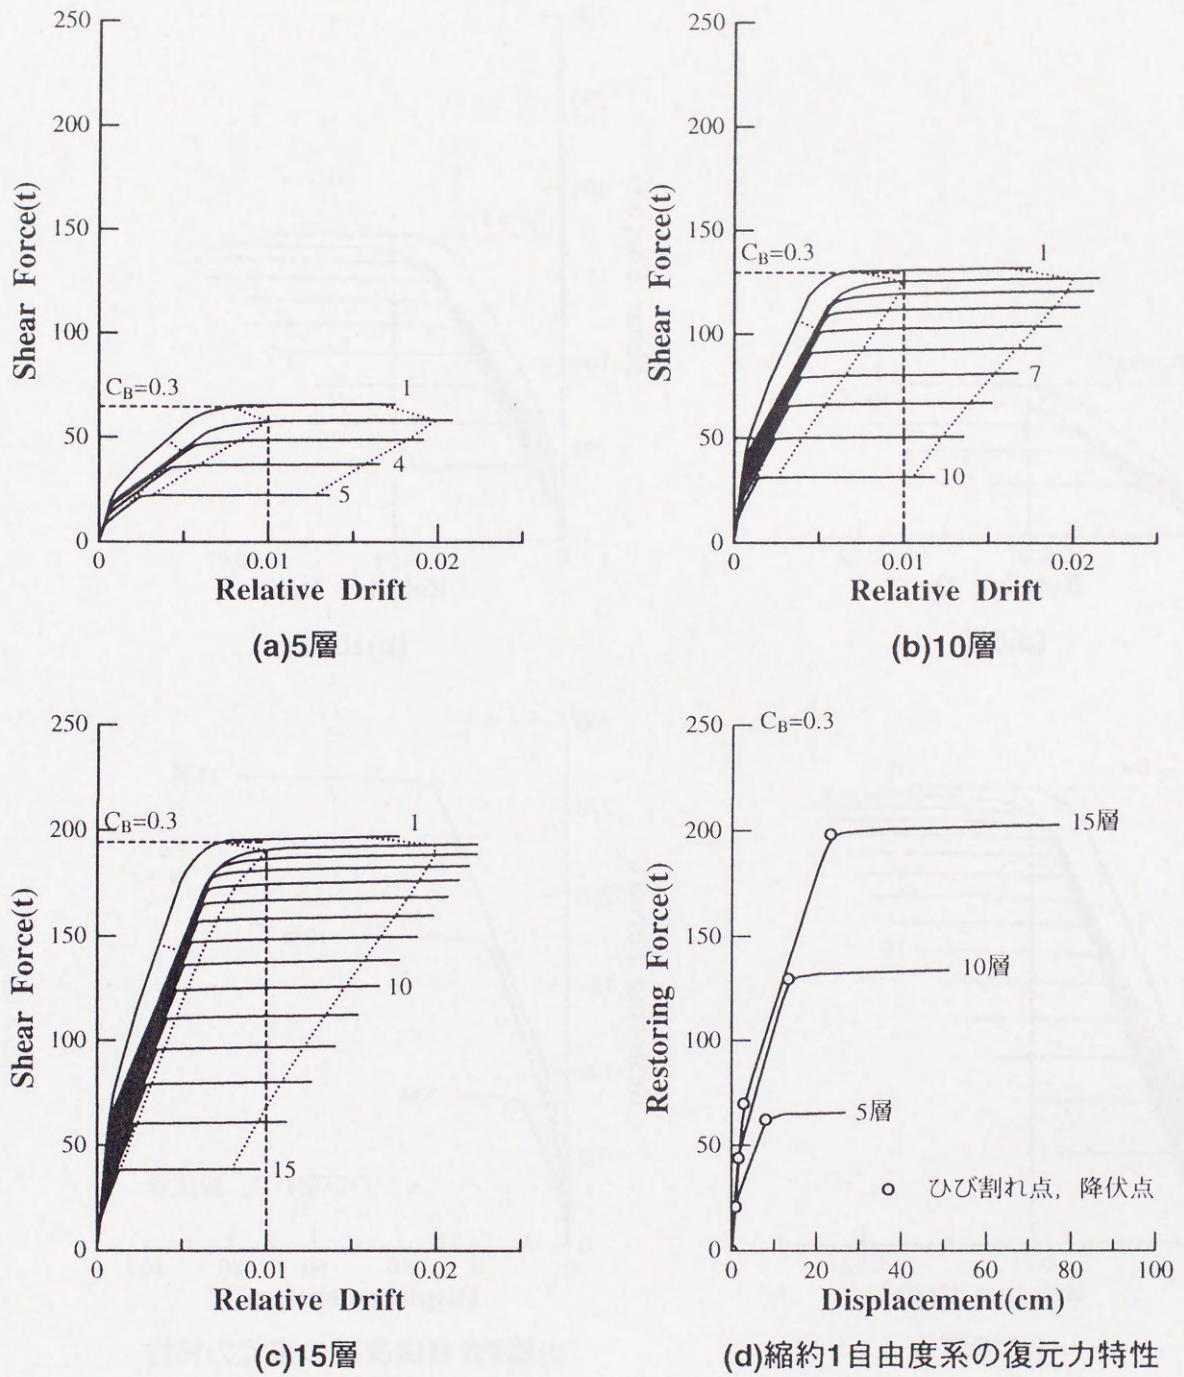 250
200
150
100
50
0
Shear Force(t)
C_B=0.3
1
4
5
0
0.01
0.02
Relative Drift
(a)5層
250
200
150
100
50
0
Shear Force(t)
C_B=0.3
1
7
10
0
0.01
0.02
Relative Drift
(b)10層
250
200
150
100
50
0
Shear Force(t)
C_B=0.3
1
10
15
0
0.01
0.02
Relative Drift
(c)15層
250
200
150
100
50
0
Restoring Force(t)
C_B=0.3
15層
10層
5層
ひび割れ点，降伏点
0
20
40
60
80
100
Displacement(cm)
(d)縮約1自由度系の復元力特性